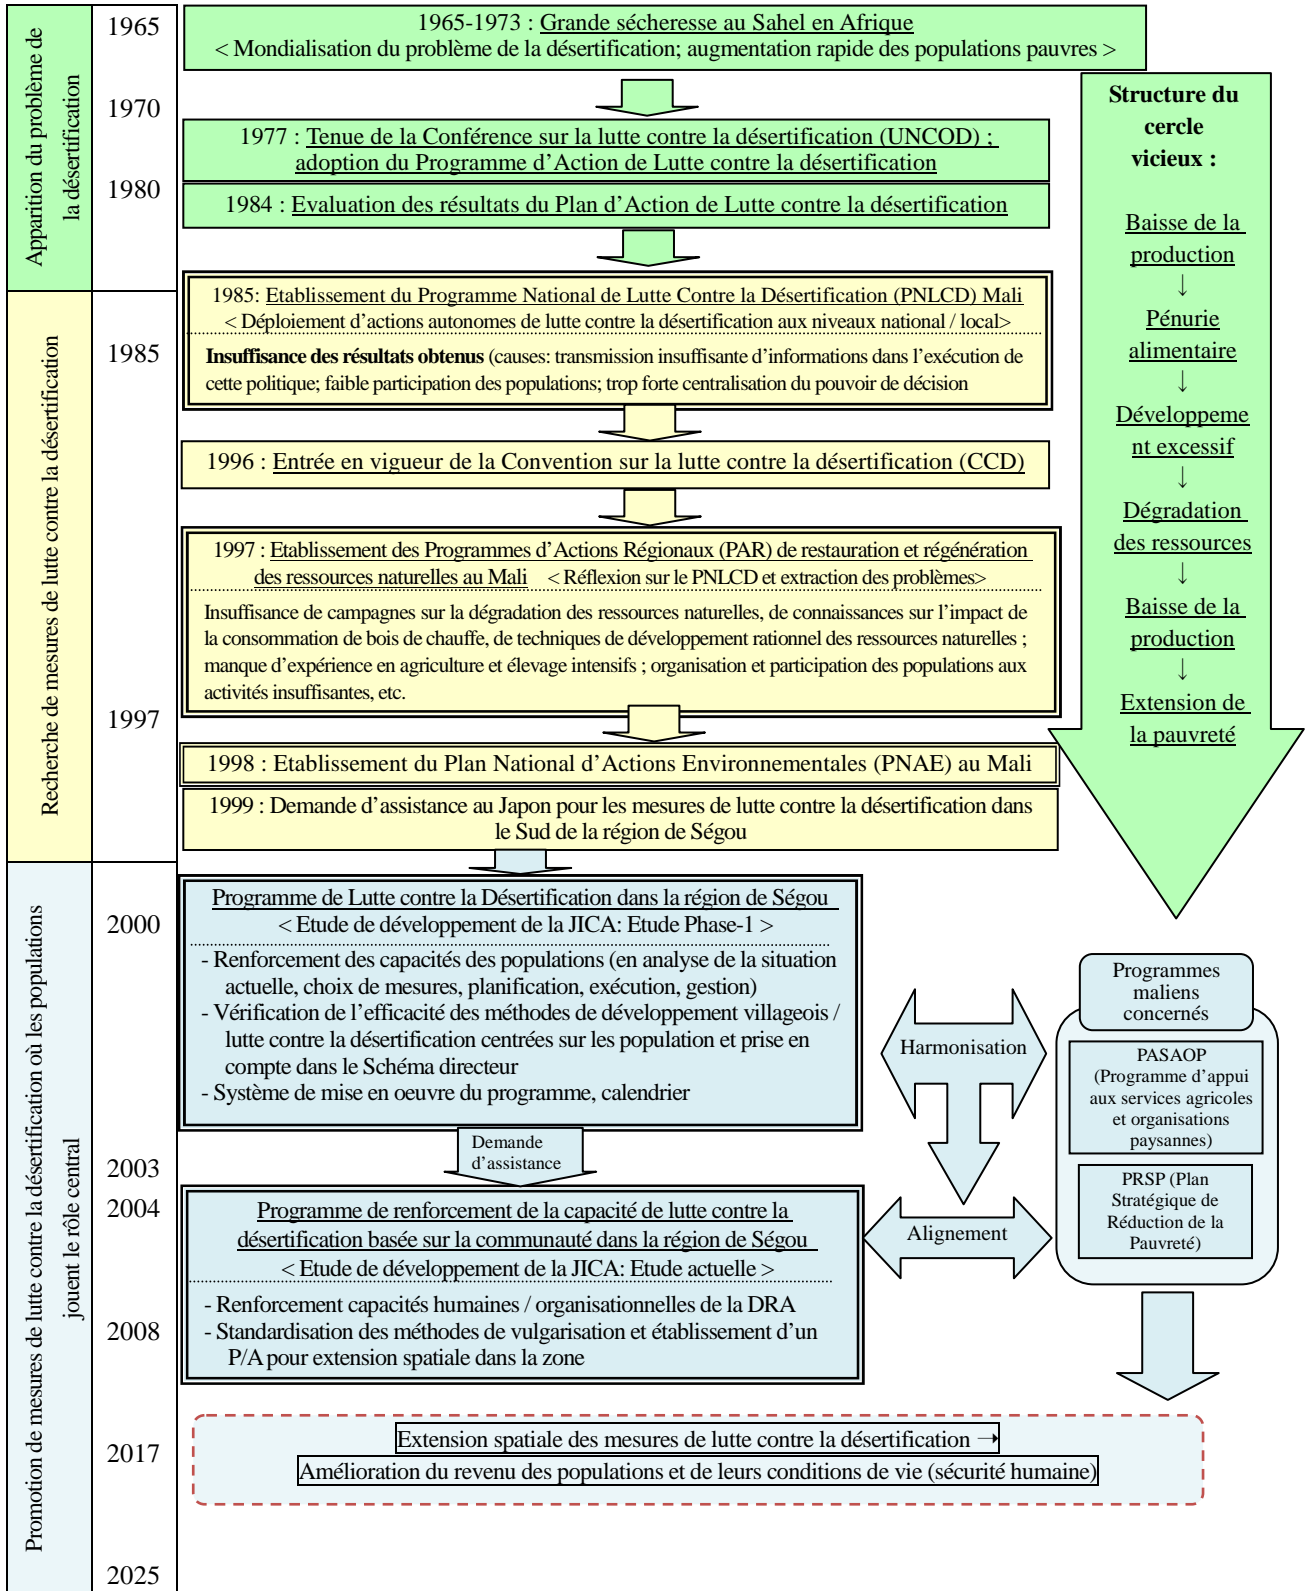 Apparition du problème de
la désertification
1965
1970
1980
1965-1973 : Grande sécheresse au Sahel en Afrique
< Mondialisation du problème de la désertification; augmentation rapide des populations pauvres >
1977 : Tenue de la Conférence sur la lutte contre la désertification (UNCOD) ;
adoption du Programme d’Action de Lutte contre la désertification
1984 : Evaluation des résultats du Plan d’Action de Lutte contre la désertification
Structure du
cercle
vicieux :
Baisse de la
production
↓
Pénurie
alimentaire
↓
Développeme
nt excessif
↓
Dégradation
des ressources
↓
Baisse de la
production
↓
Extension de
la pauvreté
Recherche de mesures de lutte contre la désertification
1985
1997
1985: Etablissement du Programme National de Lutte Contre la Désertification (PNLCD) Mali
< Déploiement d’actions autonomes de lutte contre la désertification aux niveaux national / local>
Insuffisance des résultats obtenus (causes: transmission insuffisante d’informations dans l’exécution de
cette politique; faible participation des populations; trop forte centralisation du pouvoir de décision
1996 : Entrée en vigueur de la Convention sur la lutte contre la désertification (CCD)
1997 : Etablissement des Programmes d’Actions Régionaux (PAR) de restauration et régénération
des ressources naturelles au Mali < Réflexion sur le PNLCD et extraction des problèmes>
Insuffisance de campagnes sur la dégradation des ressources naturelles, de connaissances sur l’impact de
la consommation de bois de chauffe, de techniques de développement rationnel des ressources naturelles ;
manque d’expérience en agriculture et élevage intensifs ; organisation et participation des populations aux
activités insuffisantes, etc.
1998 : Etablissement du Plan National d’Actions Environnementales (PNAE) au Mali
1999 : Demande d’assistance au Japon pour les mesures de lutte contre la désertification dans
le Sud de la région de Ségou
Promotion de mesures de lutte contre la désertification où les populations
jouent le rôle central
2000
2003
2004
2008
2017
2025
Programme de Lutte contre la Désertification dans la région de Ségou
< Etude de développement de la JICA: Etude Phase-1 >
- Renforcement des capacités des populations (en analyse de la situation
actuelle, choix de mesures, planification, exécution, gestion)
- Vérification de l’efficacité des méthodes de développement villageois /
lutte contre la désertification centrées sur les population et prise en
compte dans le Schéma directeur
- Système de mise en oeuvre du programme, calendrier
Demande
d’assistance
Programme de renforcement de la capacité de lutte contre la
désertification basée sur la communauté dans la région de Ségou
< Etude de développement de la JICA: Etude actuelle >
- Renforcement capacités humaines / organisationnelles de la DRA
- Standardisation des méthodes de vulgarisation et établissement d’un
P/A pour extension spatiale dans la zone
Harmonisation
Alignement
Programmes
maliens
concernés
PASAOP
(Programme d’appui
aux services agricoles
et organisations
paysannes)
PRSP (Plan
Stratégique de
Réduction de la
Pauvreté)
Extension spatiale des mesures de lutte contre la désertification →
Amélioration du revenu des populations et de leurs conditions de vie (sécurité humaine)